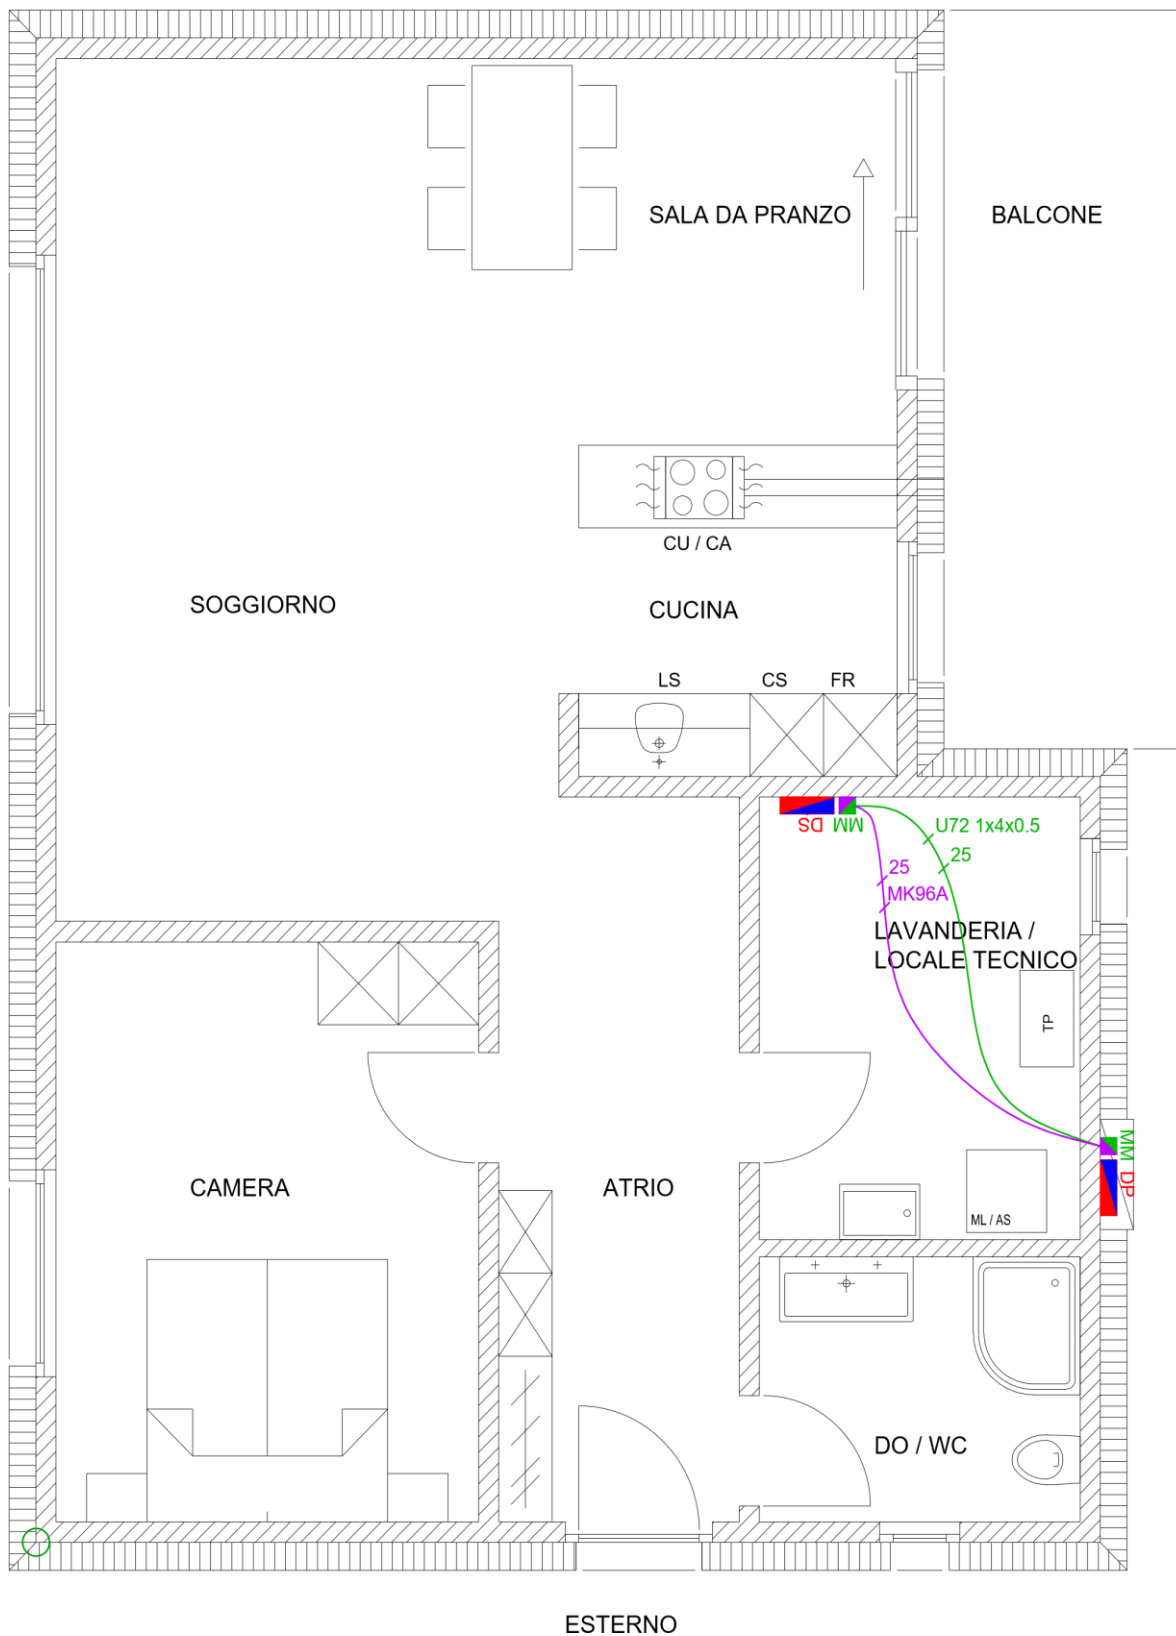 SALA DA PRANZO
BALCONE
CU / CA
SOGGIORNO
CUCINA
LS
CS
FR
DS
MM
U72 1x4x0.5
25
25
MK96A
LAVANDERIA /
LOCALE TECNICO
TP
MM
DP
CAMERA
ATRIO
ML / AS
DO / WC
ESTERNO